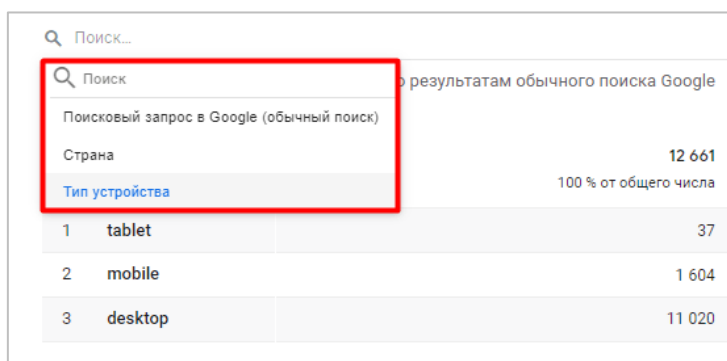 Поиск...
Поиск
о результатам обычного поиска Google
Поисковый запрос в Google (обычный поиск)
Страна
12 661
100 % от общего числа
Тип устройства
1 tablet 37
2 mobile 1 604
3 desktop 11 020